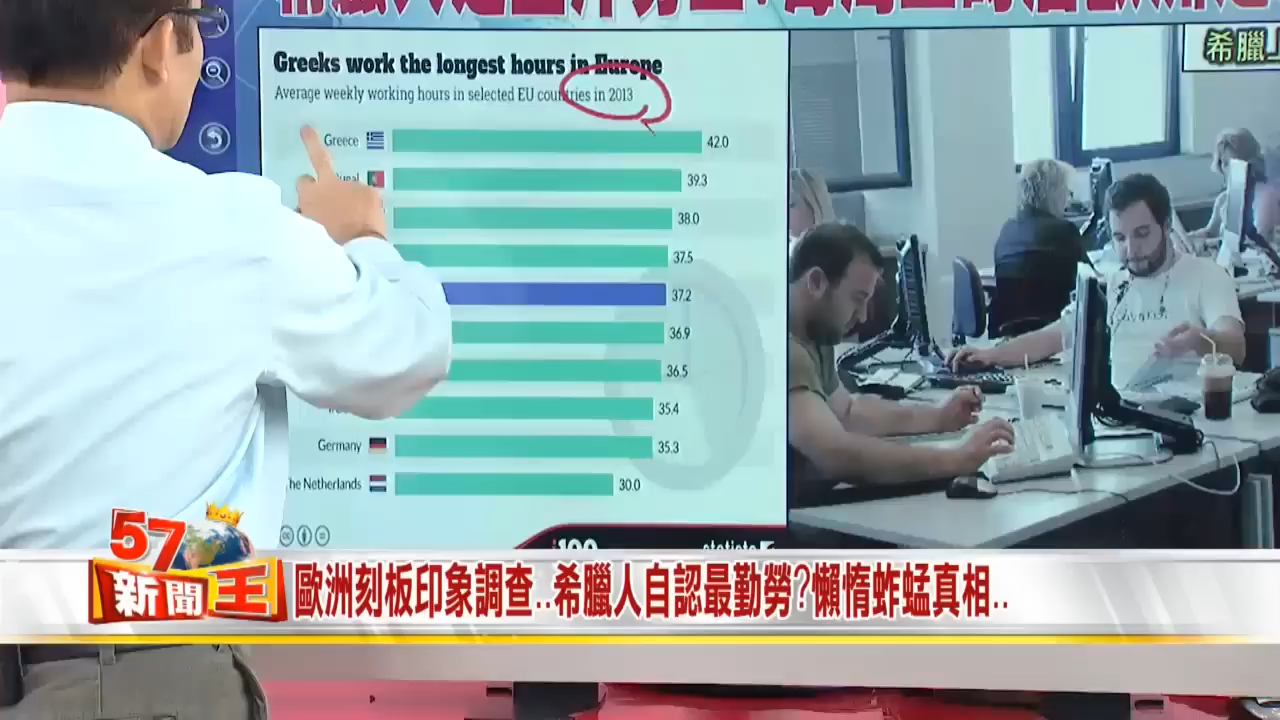 希臘上
Greeks work the longest hours in Europe
Average weekly working hours in selected EU countries in 2013
Greece 42.0
39.3
38.0
37.5
37.2
36.9
36.5
35.4
Germany 35.3
he Netherlands 30.0
statista
57
新聞王
歐洲刻板印象調查..希臘人自認最勤勞?懶惰蚱蜢真相..